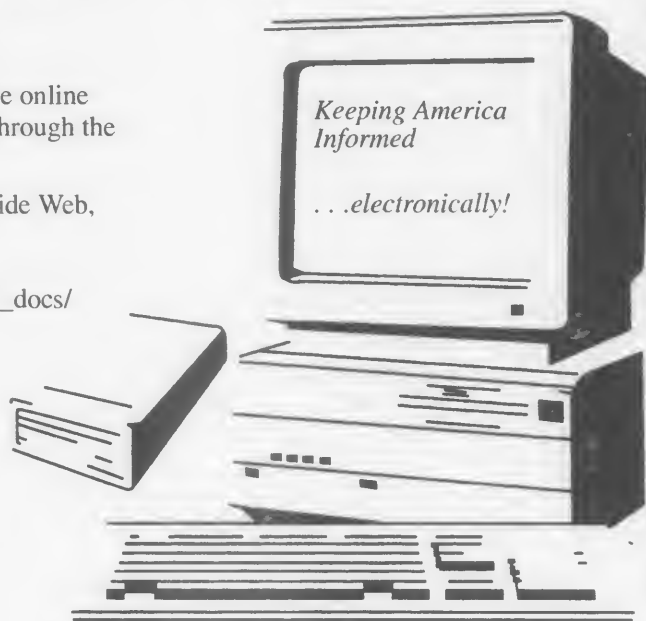 e online
hrough the
ide Web,
_docs/
Keeping America
Informed
. . .electronically!